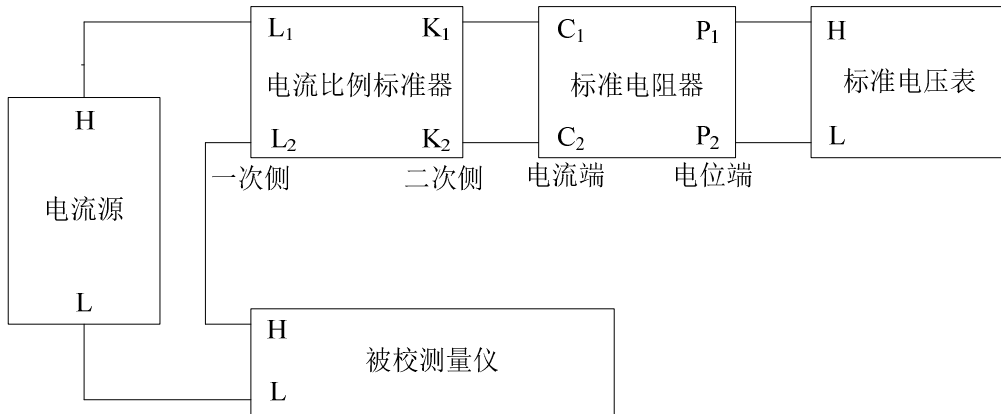 L₁ K₁
电流比例标准器
L₂ K₂
一次侧 二次侧
C₁ P₁
标准电阻器
C₂ P₂
电流端 电位端
H
标准电压表
L
H
电流源
L
H
被校测量仪
L